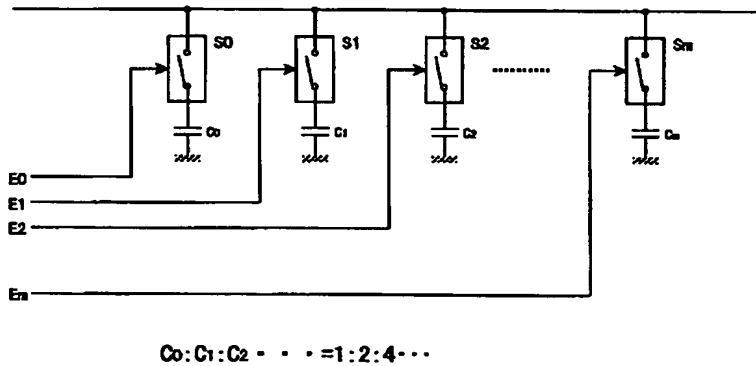 S0 S1 S2 ·········· Sm
C0 C1 C2 Cm
E0
E1
E2
Em
C0:C1:C2 · · · =1:2:4···